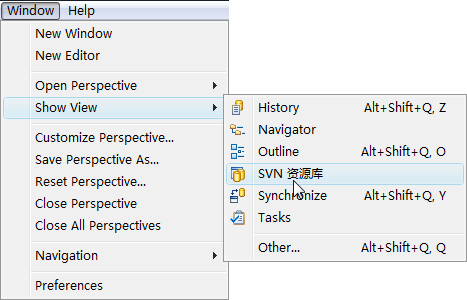 Window Help
New Window
New Editor
Open Perspective
Show View
Customize Perspective...
Save Perspective As...
Reset Perspective...
Close Perspective
Close All Perspectives
Navigation
Preferences
History Alt+Shift+Q, Z
Navigator
Outline Alt+Shift+Q, O
SVN 资源库
Synchronize Alt+Shift+Q, Y
Tasks
Other... Alt+Shift+Q, Q